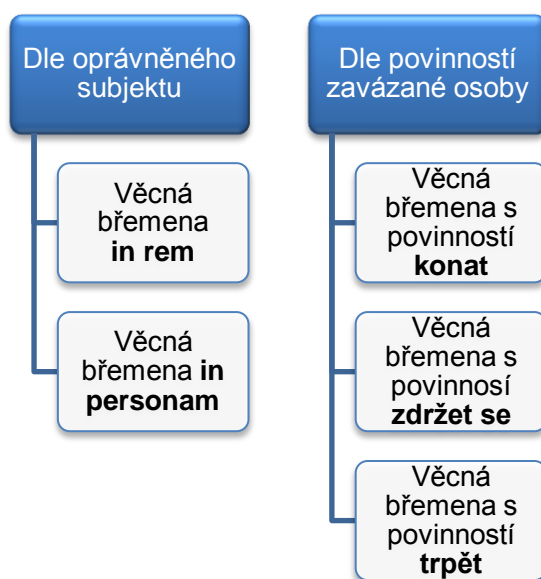 Dle oprávněného
subjektu
Věcná
břemena
in rem
Věcná
břemena in
personam
Dle povinností
zavázané osoby
Věcná
břemena s
povinností
konat
Věcná
břemena s
povinnosí
zdržet se
Věcná
břemena s
povinností
trpět